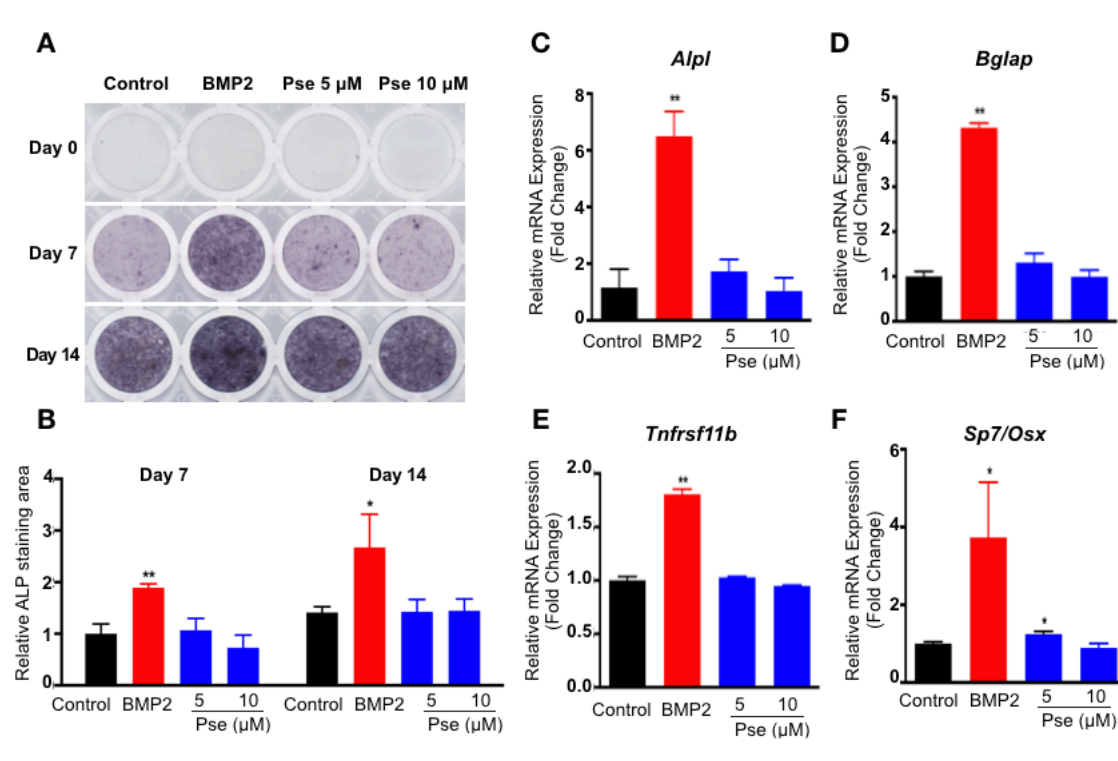 A
Control BMP2 Pse 5 µM Pse 10 µM
Day 0
Day 7
Day 14
B
Relative ALP staining area
Day 7 Day 14
4
3
2
1
0
** *
Control BMP2 5 10 Control BMP2 5 10
Pse (µM) Pse (µM)
C
Alpl
Relative mRNA Expression
(Fold Change)
8
6
4
2
0
**
Control BMP2 5 10
Pse (µM)
D
Bglap
Relative mRNA Expression
(Fold Change)
5
4
3
2
1
0
**
Control BMP2 5 10
Pse (µM)
E
Tnfrsf11b
Relative mRNA Expression
(Fold Change)
2.0
1.5
1.0
0.5
0.0
**
Control BMP2 5 10
Pse (µM)
F
Sp7/Osx
Relative mRNA Expression
(Fold Change)
6
4
2
0
* *
Control BMP2 5 10
Pse (µM)